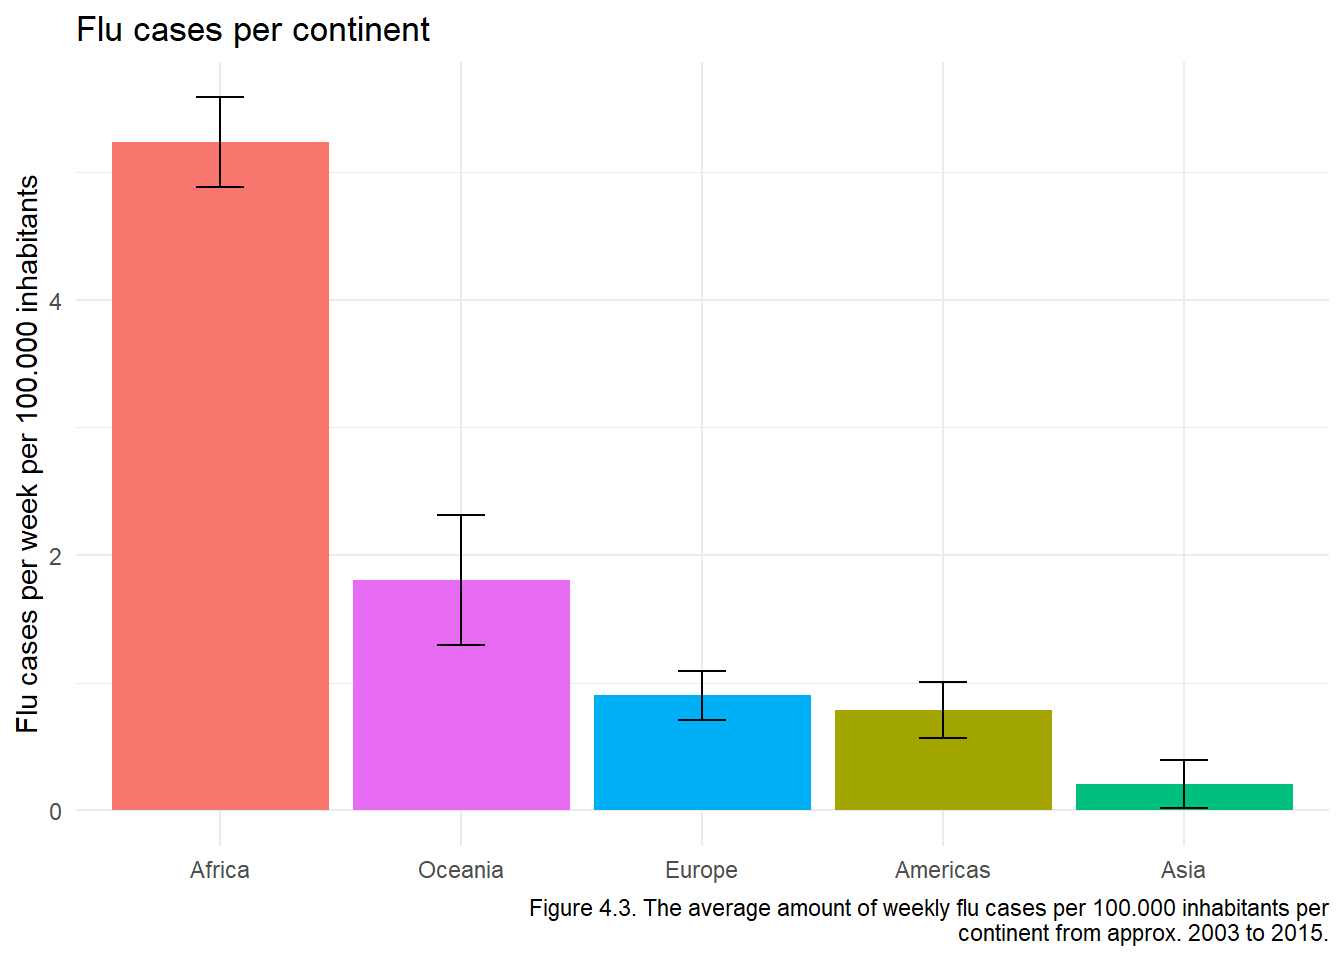 Flu cases per continent
Flu cases per week per 100.000 inhabitants
4
2
0
Africa
Oceania
Europe
Americas
Asia
Figure 4.3. The average amount of weekly flu cases per 100.000 inhabitants per
continent from approx. 2003 to 2015.